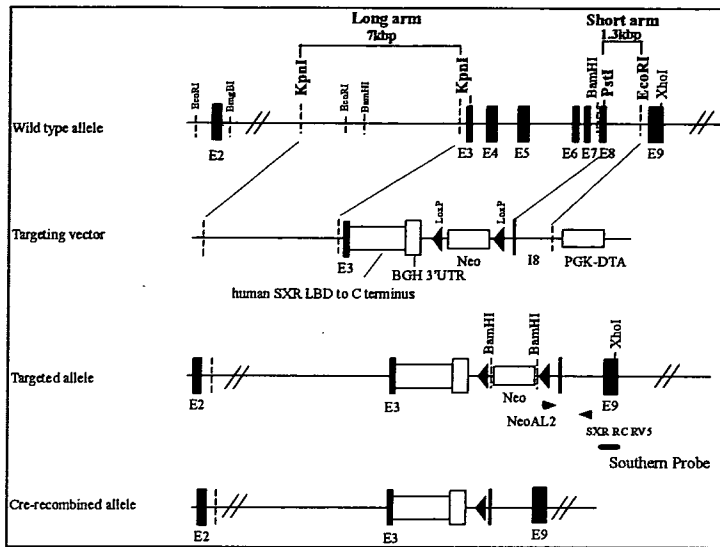 Long arm
7kbp
Short arm
1.3kbp
EcoRI
BmgBI
KpnI
EcoRI
BamHI
KpnI
BamHI
PstI
EcoRI
XhoI
Wild type allele
E2
E3
E4
E5
E6
E7
E8
E9
LoxP
LoxP
Targeting vector
E3
BGH 3'UTR
Neo
I8
PGK-DTA
human SXR LBD to C terminus
BamHI
BamHI
XhoI
Targeted allele
E2
E3
Neo
E9
NeoAL2
SXR RC RV5
Southern Probe
Cre-recombined allele
E2
E3
E9